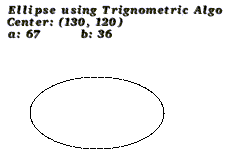 Ellipse using Trignometric Algo
Center: (130, 120)
a: 67 b: 36